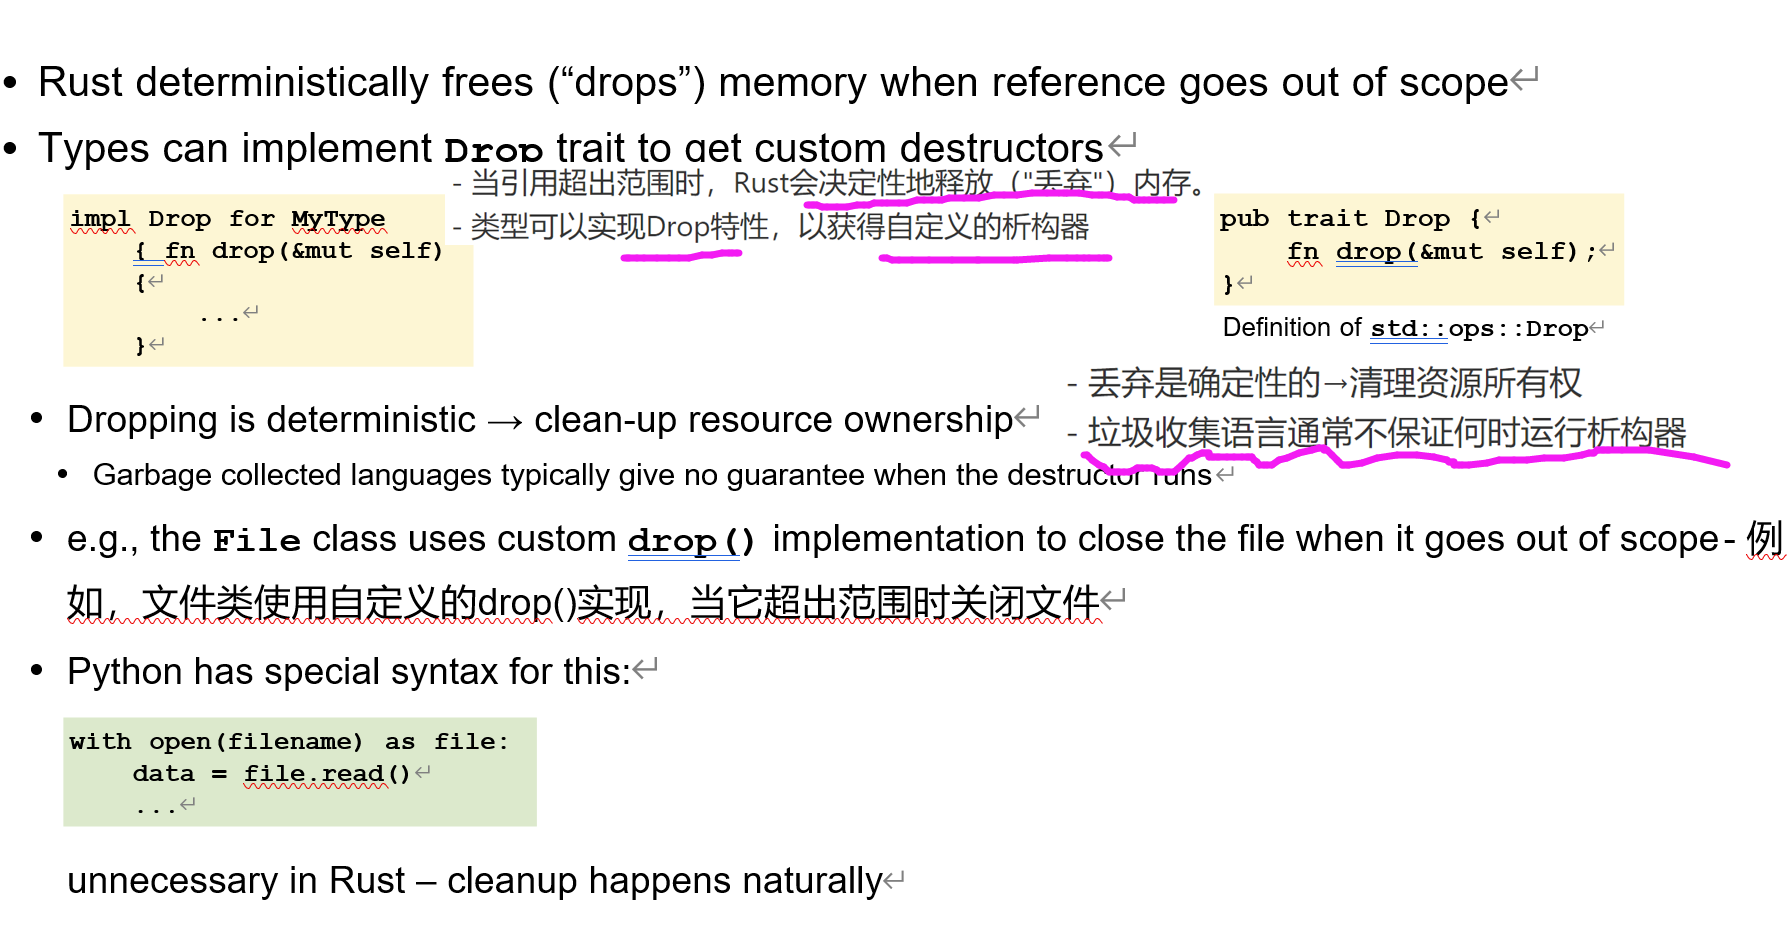 • Rust deterministically frees (“drops”) memory when reference goes out of scope↵
• Types can implement Drop trait to get custom destructors↵
- 当引用超出范围时，Rust会决定性地释放（"丢弃"）内存。
- 类型可以实现Drop特性，以获得自定义的析构器
impl Drop for MyType
{ fn drop(&mut self)
{↵
...↵
}↵
pub trait Drop {↵
fn drop(&mut self);↵
}↵
Definition of std::ops::Drop↵
- 丢弃是确定性的→清理资源所有权
- 垃圾收集语言通常不保证何时运行析构器
• Dropping is deterministic → clean-up resource ownership↵
• Garbage collected languages typically give no guarantee when the destructor runs↵
• e.g., the File class uses custom drop() implementation to close the file when it goes out of scope- 例
如，文件类使用自定义的drop()实现，当它超出范围时关闭文件↵
• Python has special syntax for this:↵
with open(filename) as file:
data = file.read()↵
...↵
unnecessary in Rust – cleanup happens naturally↵